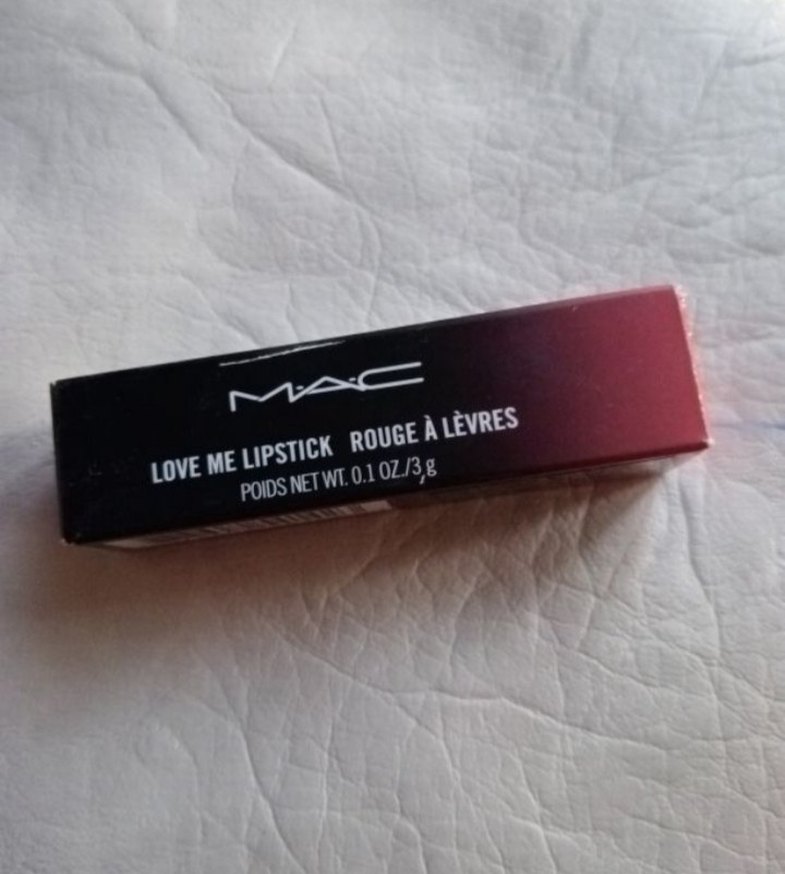 M·A·C
LOVE ME LIPSTICK ROUGE À LÈVRES
POIDS NET WT. 0.1 OZ./3 g